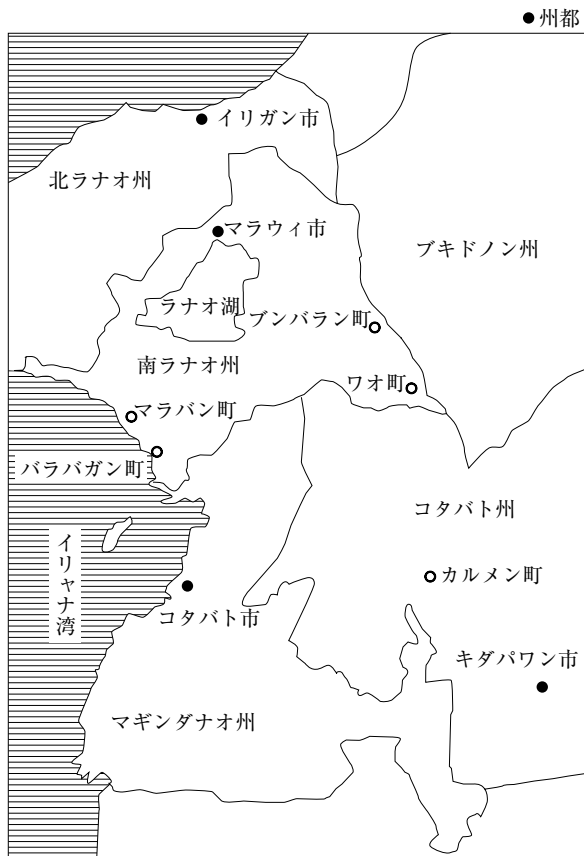 ●州都
イリガン市
北ラナオ州
マラウィ市
ブキドノン州
ラナオ湖
ブンバラン町
南ラナオ州
ワオ町
マラバン町
バラバガン町
コタバト州
イリャナ湾
カルメン町
コタバト市
キダパワン市
マギンダナオ州